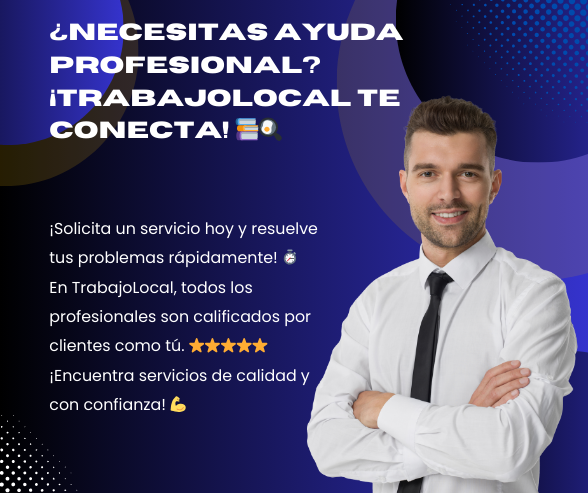 ¿NECESITAS AYUDA
PROFESIONAL?
¡TRABAJOLOCAL TE
CONECTA! 📚🔍
¡Solicita un servicio hoy y resuelve
tus problemas rápidamente! ⏱️
En TrabajoLocal, todos los
profesionales son calificados por
clientes como tú. ⭐⭐⭐⭐⭐
¡Encuentra servicios de calidad y
con confianza! 💪